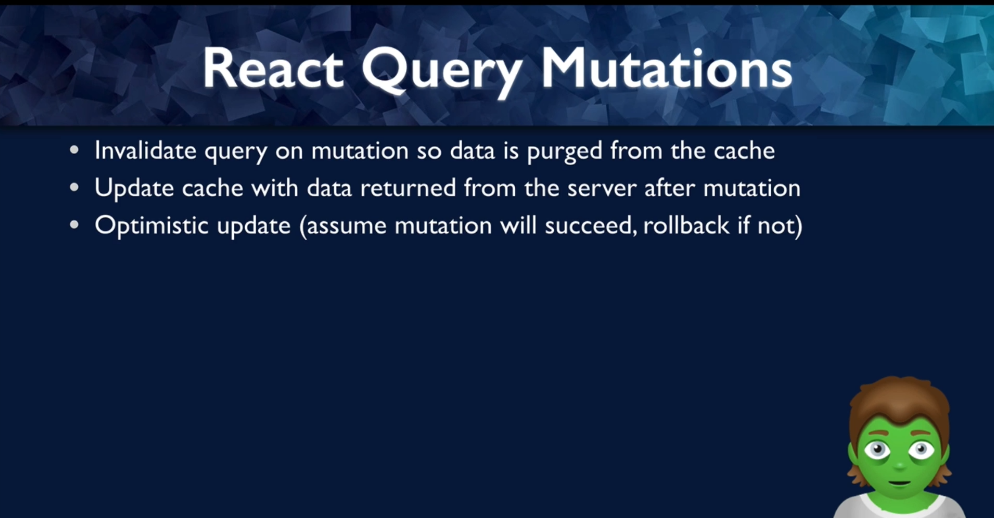 React Query Mutations
• Invalidate query on mutation so data is purged from the cache
• Update cache with data returned from the server after mutation
• Optimistic update (assume mutation will succeed, rollback if not)